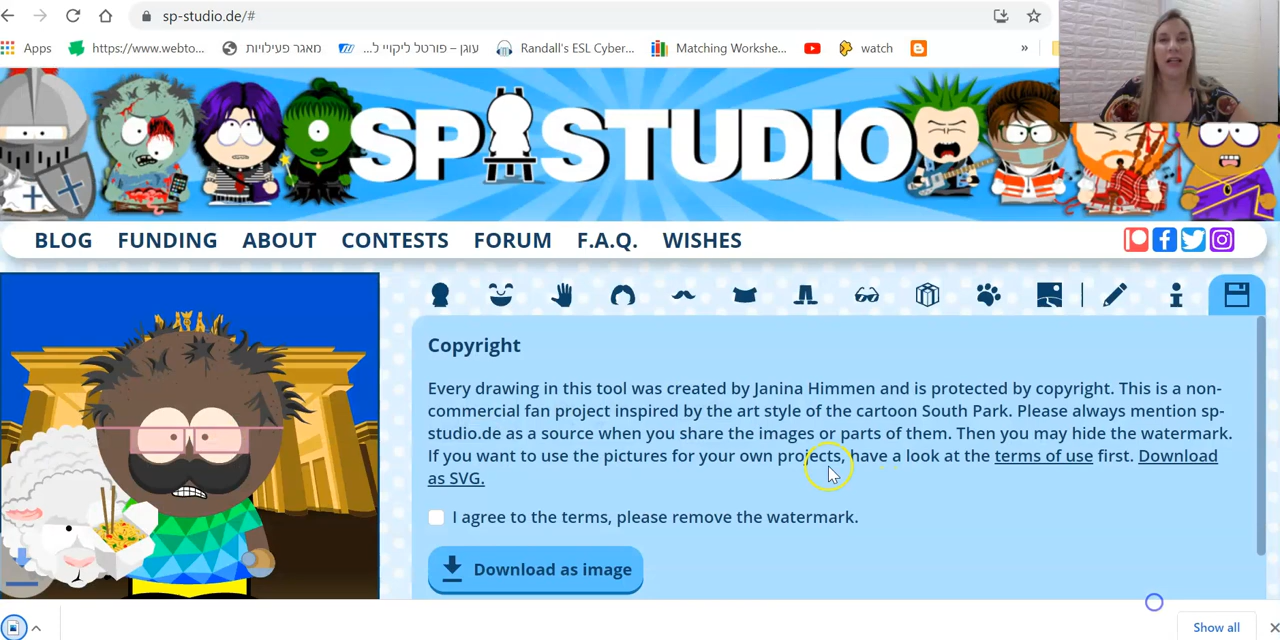 sp-studio.de/#
Apps
https://www.webto...
מאגר פעילויות
עוגן – פורטל ליקויי ל...
Randall's ESL Cyber...
Matching Workshe...
watch
»
SP STUDIO
BLOG FUNDING ABOUT CONTESTS FORUM F.A.Q. WISHES
Copyright
Every drawing in this tool was created by Janina Himmen and is protected by copyright. This is a non-
commercial fan project inspired by the art style of the cartoon South Park. Please always mention sp-
studio.de as a source when you share the images or parts of them. Then you may hide the watermark.
If you want to use the pictures for your own projects, have a look at the terms of use first. Download
as SVG.
I agree to the terms, please remove the watermark.
Download as image
Show all